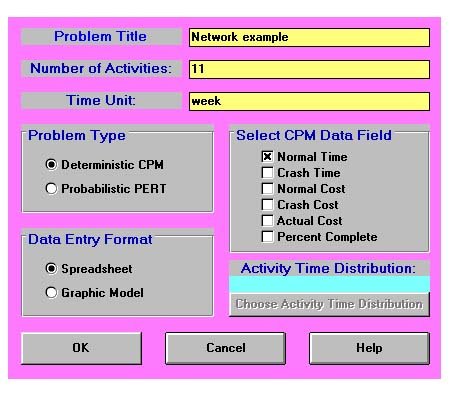 Problem Title
Network example
Number of Activities:
11
Time Unit:
week
Problem Type
Deterministic CPM
Probabilistic PERT
Select CPM Data Field
Normal Time
Crash Time
Normal Cost
Crash Cost
Actual Cost
Percent Complete
Data Entry Format
Spreadsheet
Graphic Model
Activity Time Distribution:
Choose Activity Time Distribution
OK
Cancel
Help